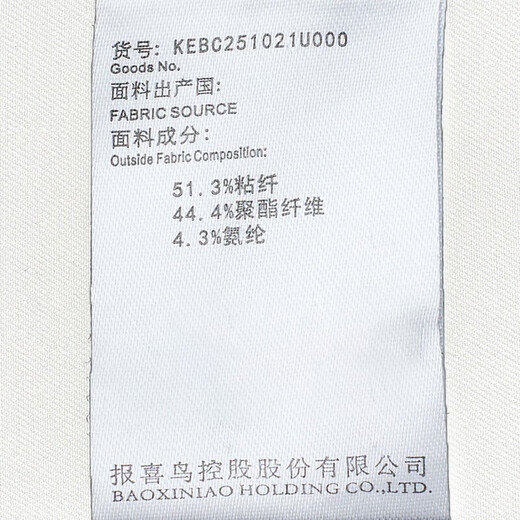 货号: KEBC251021U000
Goods No.
面料出产国:
FABRIC SOURCE
面料成分:
Outside Fabric Composition:
51.3%粘纤
44.4%聚酯纤维
4.3%氨纶
报喜鸟控股股份有限公司
BAOXINIAO HOLDING CO.,LTD.